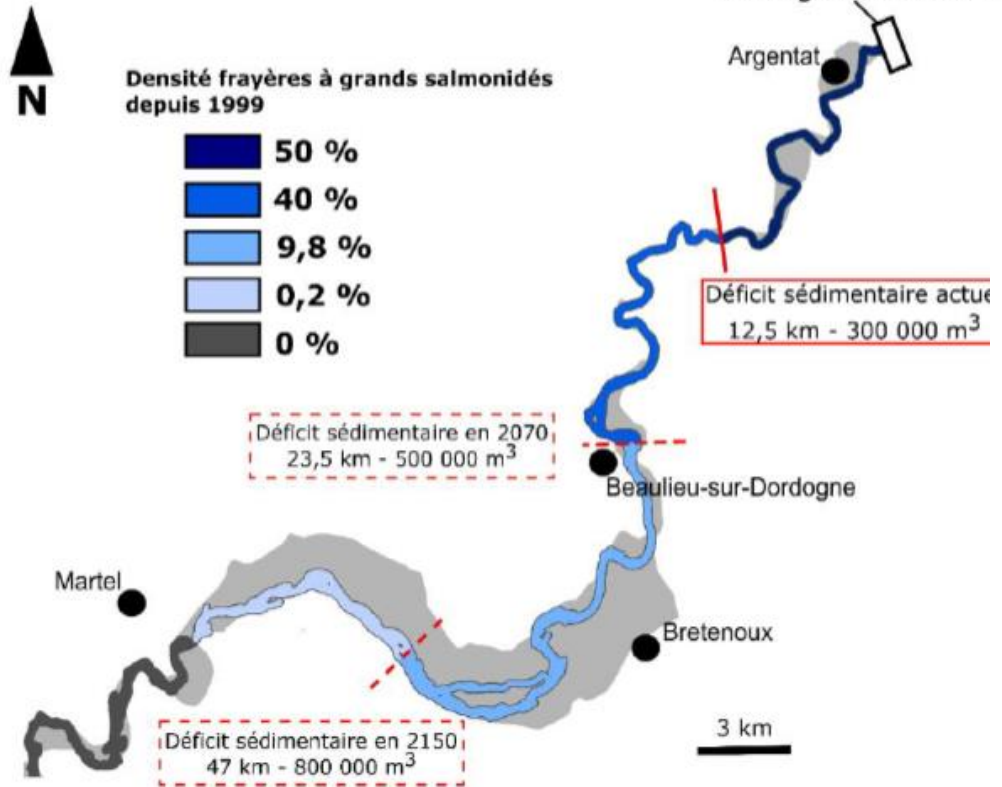 Argentat
N
Densité frayères à grands salmonidés
depuis 1999
50 %
40 %
9,8 %
0,2 %
0 %
Déficit sédimentaire
12,5 km - 300 000 m³
Déficit sédimentaire en 2070
23,5 km - 500 000 m³
Beaulieu-sur-Dordogne
Martel
Bretenoux
3 km
Déficit sédimentaire en 2150
47 km - 800 000 m³